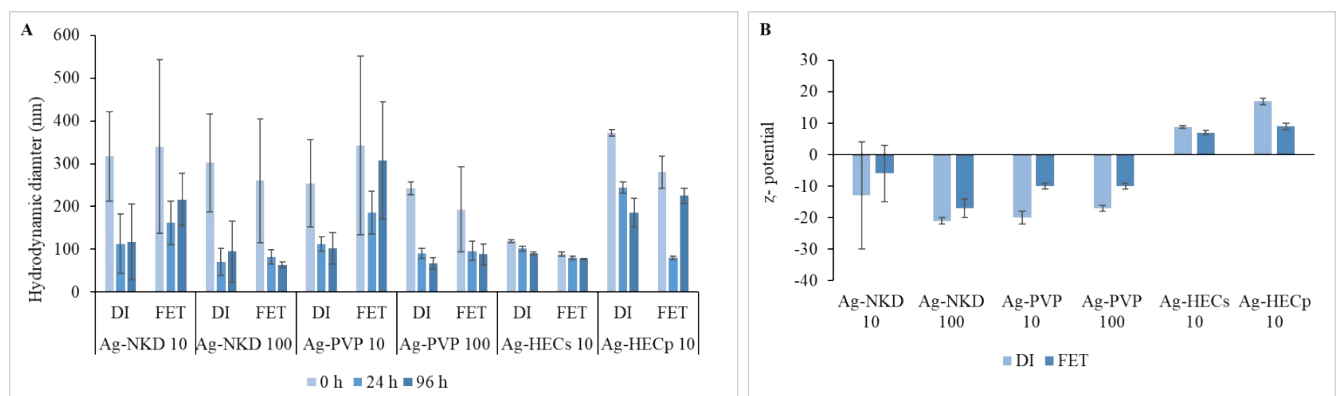 A
Hydrodynamic diamter (nm)
600
500
400
300
200
100
0
DI FET DI FET DI FET DI FET DI FET DI FET
Ag-NKD 10 Ag-NKD 100 Ag-PVP 10 Ag-PVP 100 Ag-HECs 10 Ag-HECp 10
0 h 24 h 96 h
B
z- potential
30
20
10
0
-10
-20
-30
-40
Ag-NKD Ag-NKD Ag-PVP Ag-PVP Ag-HECs Ag-HECp
10 100 10 100 10 10
DI FET